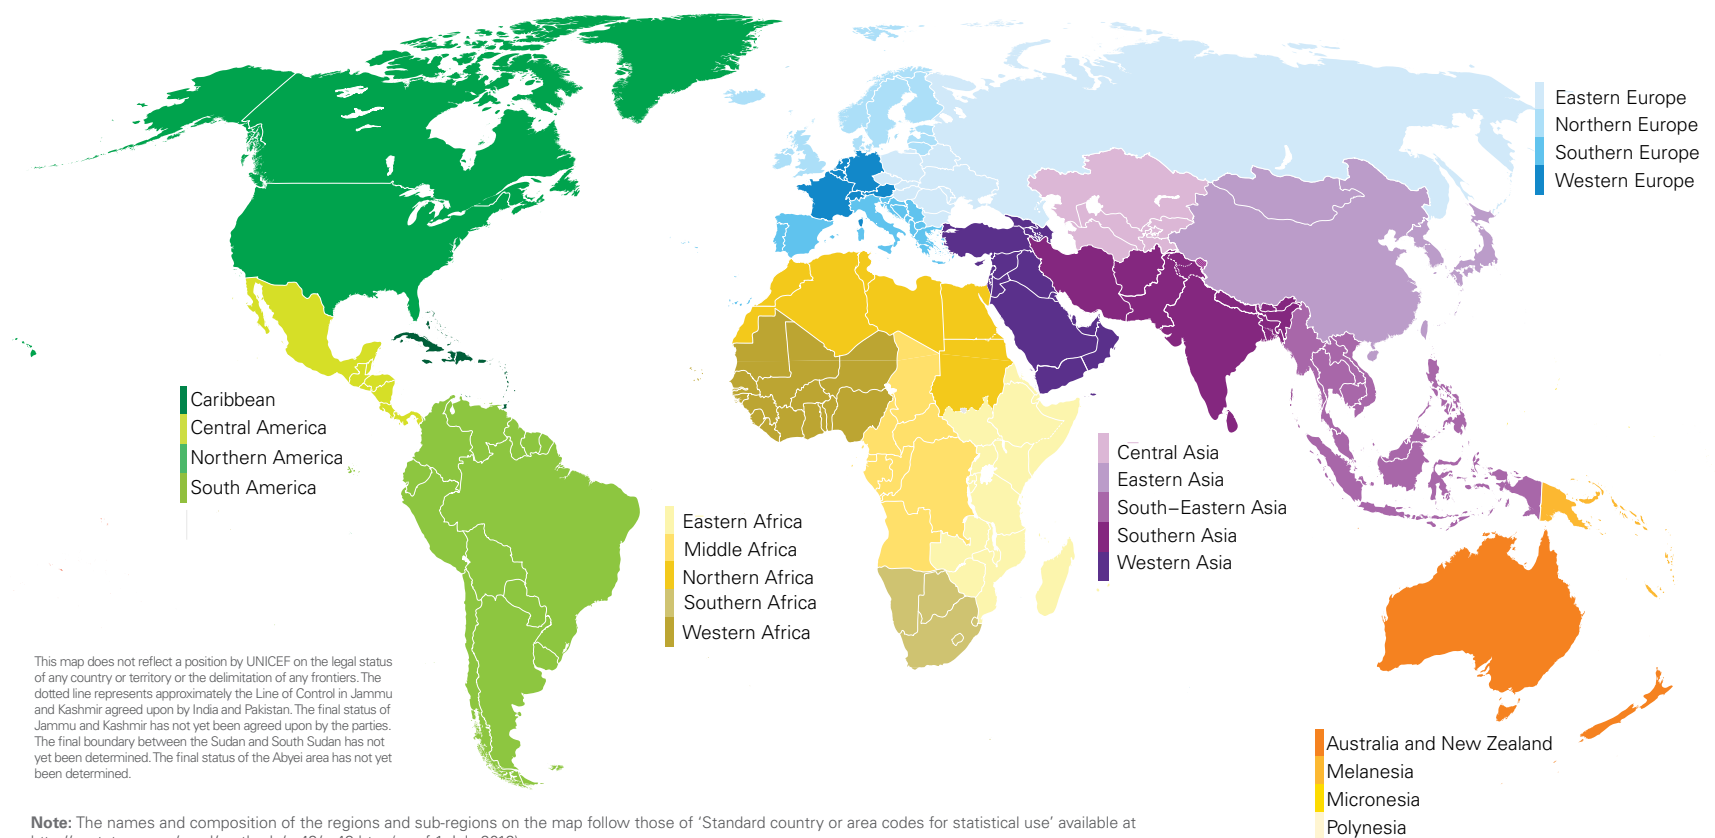 Eastern Europe
Northern Europe
Southern Europe
Western Europe
Caribbean
Central America
Northern America
South America
Central Asia
Eastern Asia
South–Eastern Asia
Southern Asia
Western Asia
Eastern Africa
Middle Africa
Northern Africa
Southern Africa
Western Africa
This map does not reflect a position by UNICEF on the legal status
of any country or territory or the delimitation of any frontiers. The
dotted line represents approximately the Line of Control in Jammu
and Kashmir agreed upon by India and Pakistan. The final status of
Jammu and Kashmir has not yet been agreed upon by the parties.
The final boundary between the Sudan and South Sudan has not
yet been determined. The final status of the Abyei area has not yet
been determined.
Australia and New Zealand
Melanesia
Micronesia
Polynesia
Note: The names and composition of the regions and sub-regions on the map follow those of ‘Standard country or area codes for statistical use’ available at